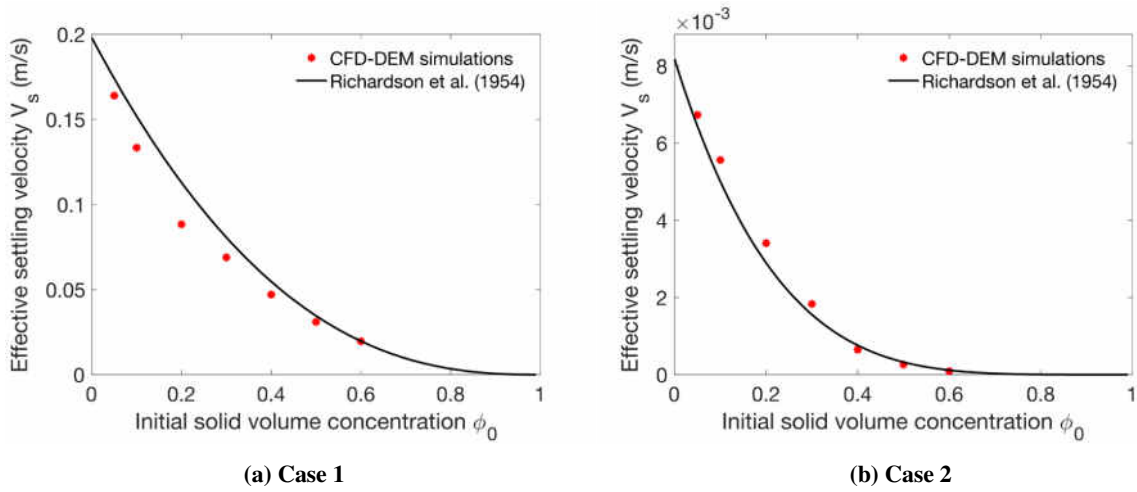 0.2
0.15
0.1
0.05
0
0
0.2
0.4
0.6
0.8
1
Effective settling velocity V_s (m/s)
Initial solid volume concentration ϕ_0
CFD-DEM simulations
Richardson et al. (1954)
(a) Case 1
×10^-3
8
6
4
2
0
0
0.2
0.4
0.6
0.8
1
Effective settling velocity V_s (m/s)
Initial solid volume concentration ϕ_0
CFD-DEM simulations
Richardson et al. (1954)
(b) Case 2